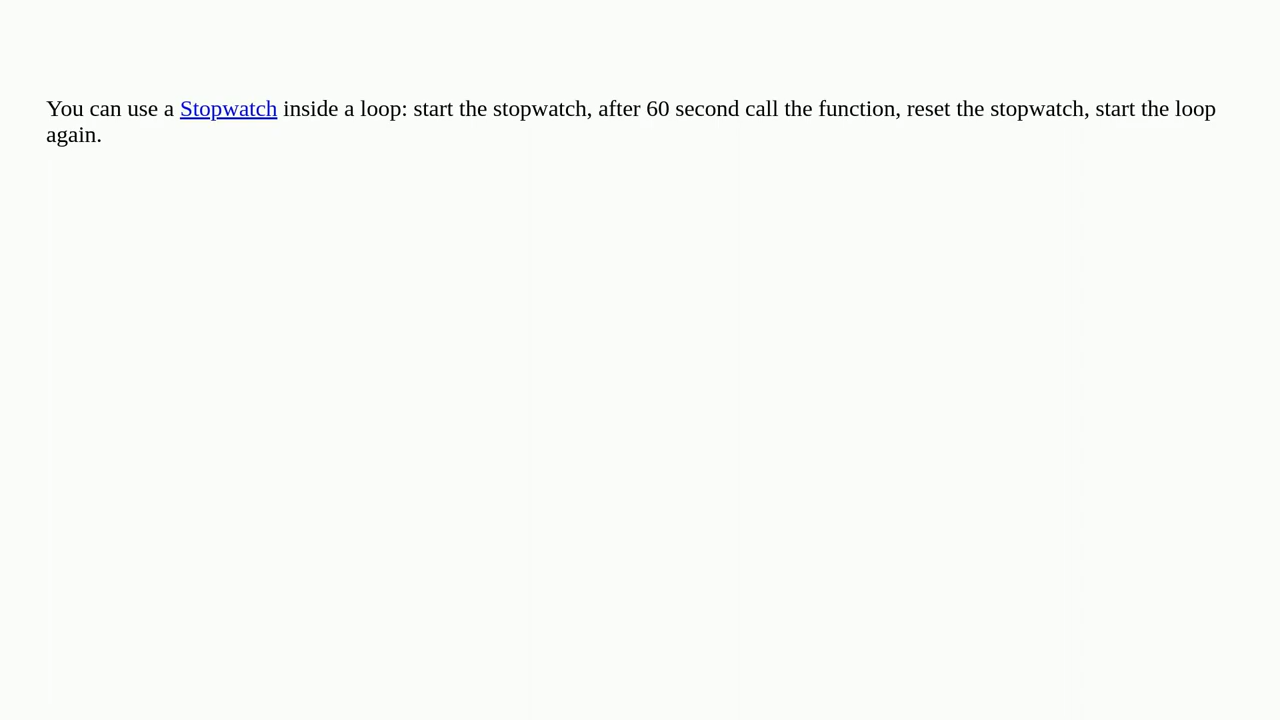 You can use a Stopwatch inside a loop: start the stopwatch, after 60 second call the function, reset the stopwatch, start the loop
again.